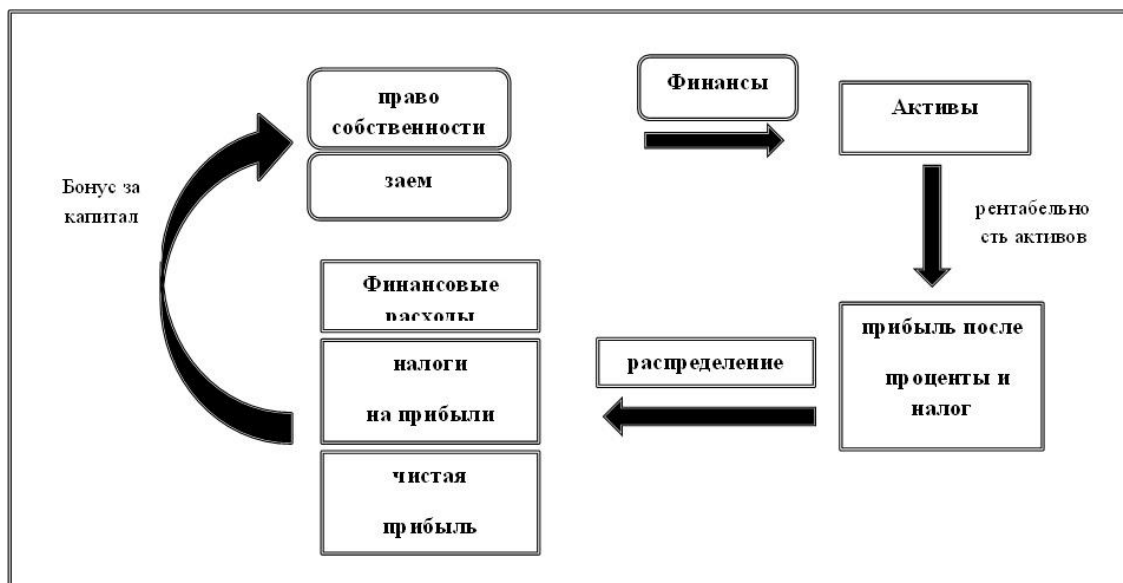 право
собственности
заем
Финансы
Активы
Бонус за
капитал
рентабельно
сть активов
Финансовые
расходы
налоги
на прибыли
чистая
прибыль
распределение
прибыль после
проценты и
налог